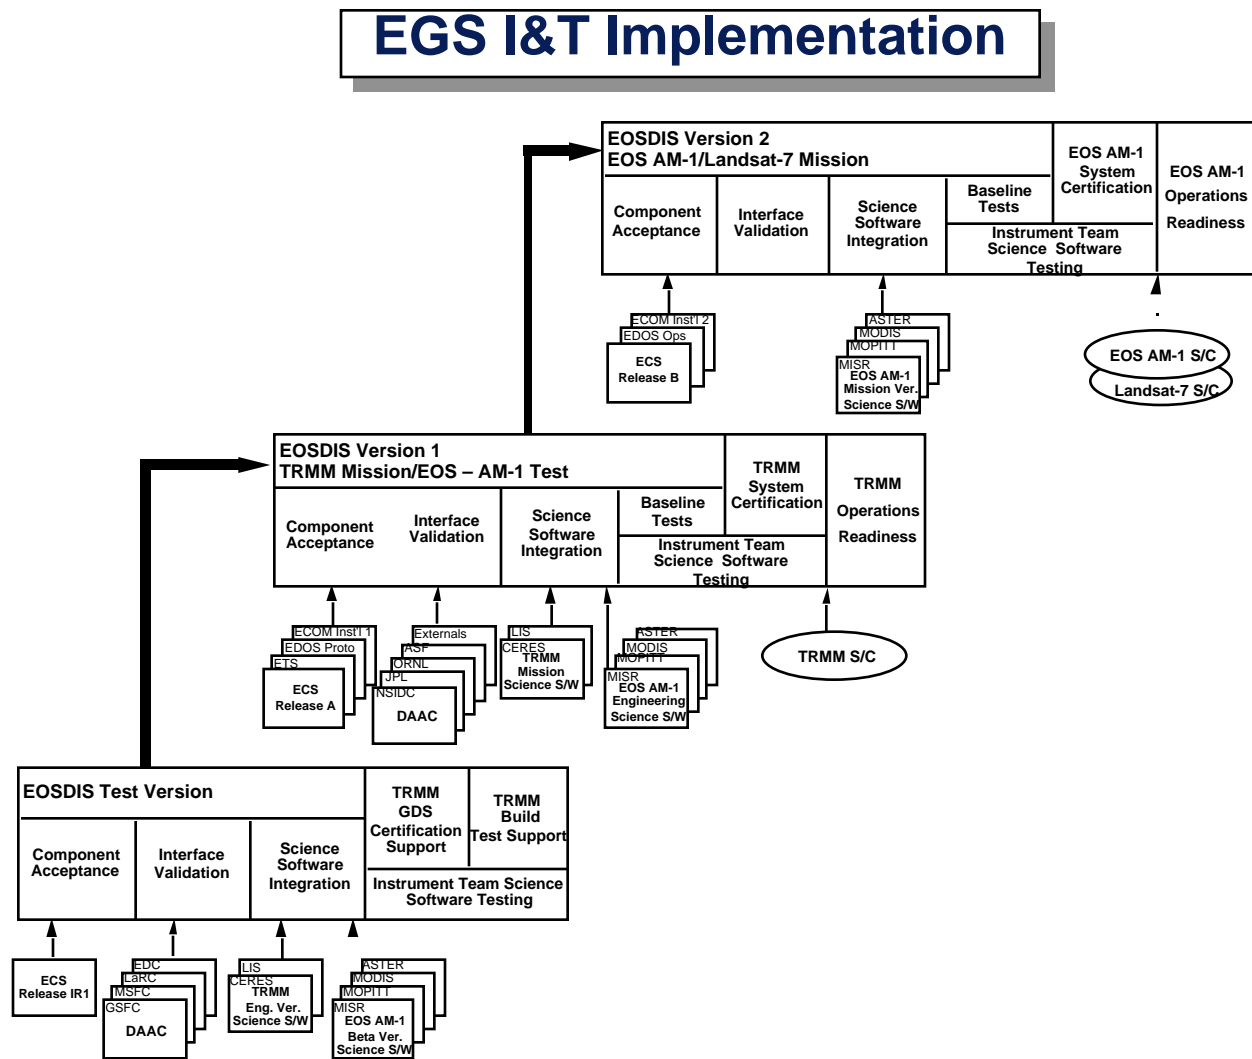 EGS I&T Implementation
EOSDIS Version 2
EOS AM-1/Landsat-7 Mission
Component
Acceptance
Interface
Validation
Science
Software
Integration
Baseline
Tests
EOS AM-1
System
Certification
Instrument Team
Science Software
Testing
EOS AM-1
Operations
Readiness
ECOM Inst'l 2
EDOS Ops
ECS
Release B
ASTER
MODIS
MOPITT
MISR
EOS AM-1
Mission Ver.
Science S/W
EOS AM-1 S/C
Landsat-7 S/C
EOSDIS Version 1
TRMM Mission/EOS – AM-1 Test
Component
Acceptance
Interface
Validation
Science
Software
Integration
Baseline
Tests
TRMM
System
Certification
Instrument Team
Science Software
Testing
TRMM
Operations
Readiness
ECOM Inst'l 1
EDOS Proto
ETS
ECS
Release A
Externals
ASF
ORNL
JPL
NSIDC
DAAC
LIS
CERES
TRMM
Mission
Science S/W
ASTER
MODIS
MOPITT
MISR
EOS AM-1
Engineering
Science S/W
TRMM S/C
EOSDIS Test Version
Component
Acceptance
Interface
Validation
Science
Software
Integration
TRMM
GDS
Certification
Support
TRMM
Build
Test Support
Instrument Team Science
Software Testing
ECS
Release IR1
EDC
LaRC
MSFC
GSFC
DAAC
LIS
CERES
TRMM
Eng. Ver.
Science S/W
ASTER
MODIS
MOPITT
MISR
EOS AM-1
Beta Ver.
Science S/W